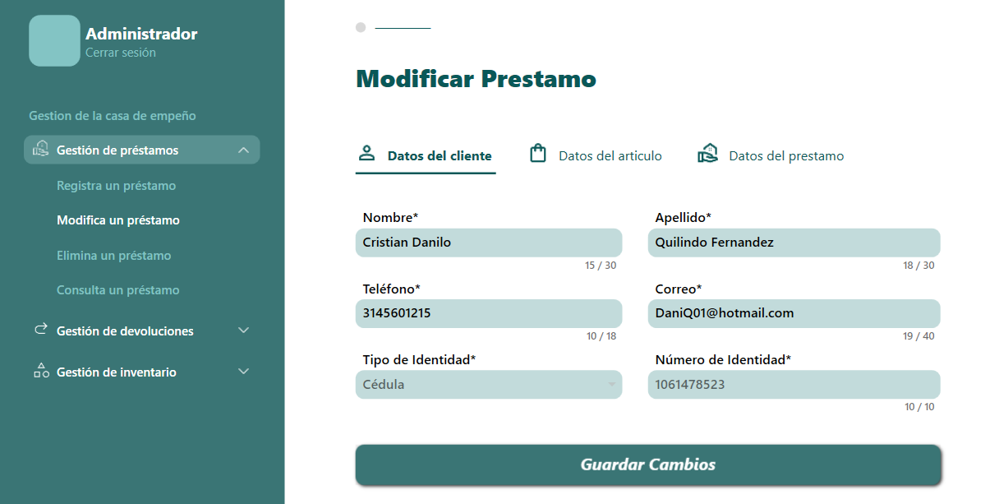 Administrador
Cerrar sesión
Gestion de la casa de empeño
Gestión de préstamos
Registra un préstamo
Modifica un préstamo
Elimina un préstamo
Consulta un préstamo
Gestión de devoluciones
Gestión de inventario
Modificar Prestamo
Datos del cliente Datos del articulo Datos del prestamo
Nombre* Apellido*
Cristian Danilo Quilindo Fernandez
15 / 30 18 / 30
Teléfono* Correo*
3145601215 DaniQ01@hotmail.com
10 / 18 19 / 40
Tipo de Identidad* Número de Identidad*
Cédula 1061478523
10 / 10
Guardar Cambios